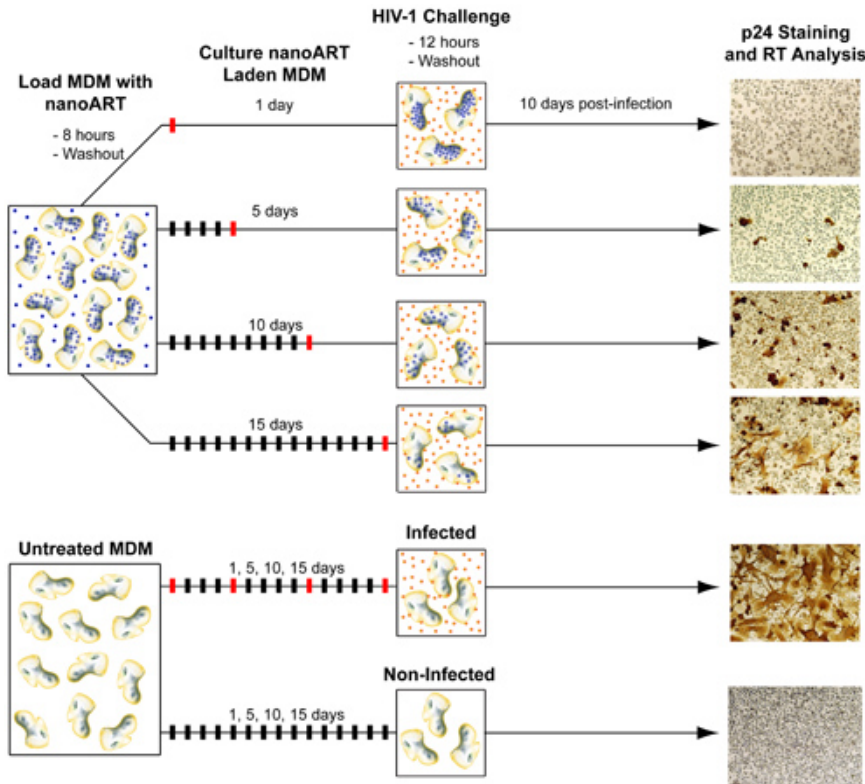 HIV-1 Challenge
- 12 hours
- Washout
p24 Staining
and RT Analysis
Culture nanoART
Laden MDM
Load MDM with
nanoART
- 8 hours
- Washout
1 day
10 days post-infection
5 days
10 days
15 days
Untreated MDM
Infected
1, 5, 10, 15 days
Non-Infected
1, 5, 10, 15 days